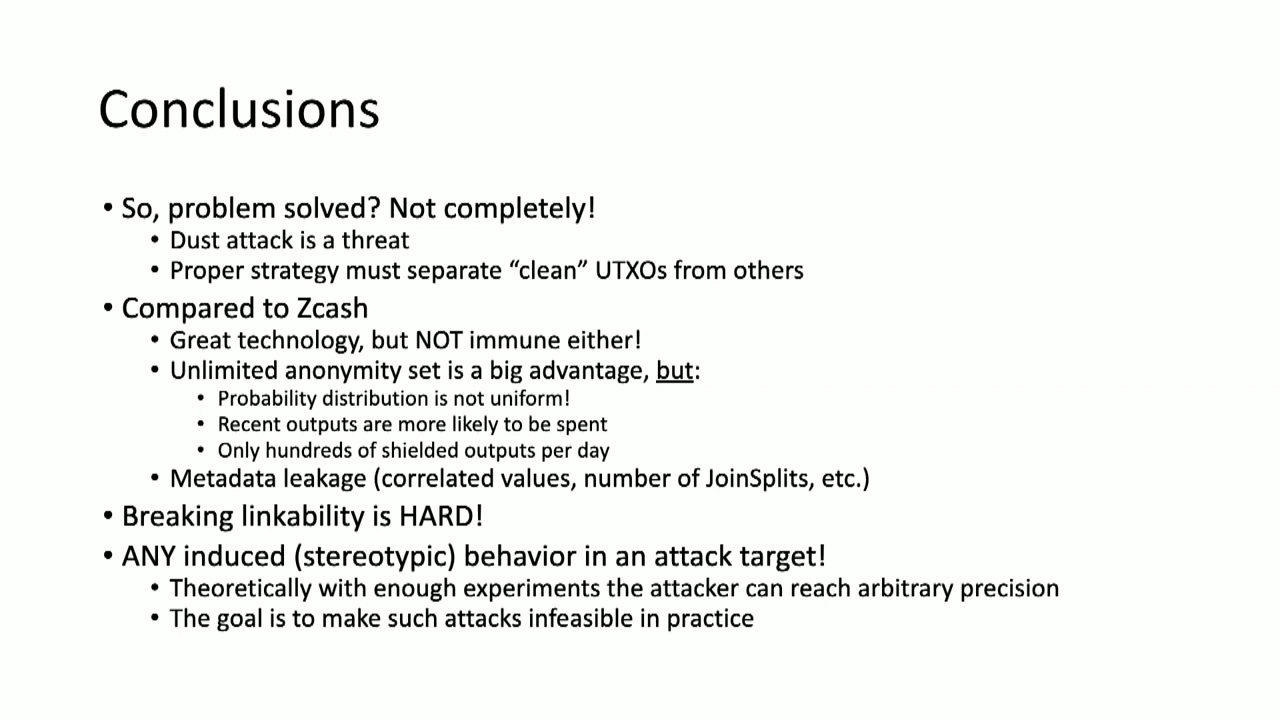 Conclusions
• So, problem solved? Not completely!
• Dust attack is a threat
• Proper strategy must separate “clean” UTXOs from others
• Compared to Zcash
• Great technology, but NOT immune either!
• Unlimited anonymity set is a big advantage, but:
• Probability distribution is not uniform!
• Recent outputs are more likely to be spent
• Only hundreds of shielded outputs per day
• Metadata leakage (correlated values, number of JoinSplits, etc.)
• Breaking linkability is HARD!
• ANY induced (stereotypic) behavior in an attack target!
• Theoretically with enough experiments the attacker can reach arbitrary precision
• The goal is to make such attacks infeasible in practice